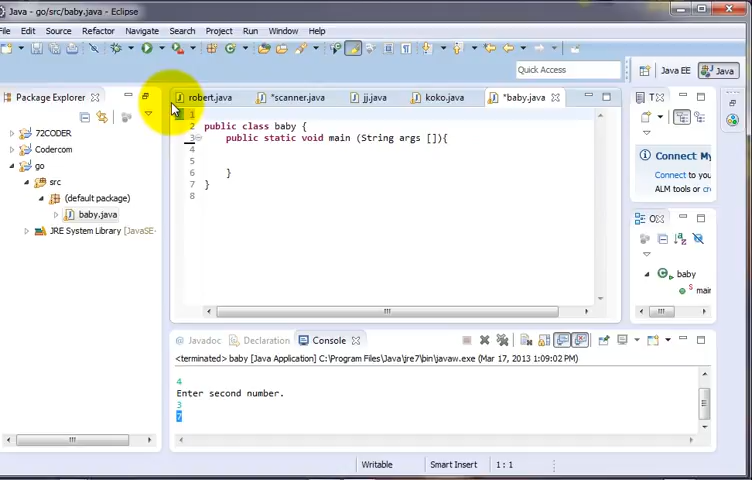 Java - go/src/baby.java - Eclipse
File Edit Source Refactor Navigate Search Project Run Window Help
Quick Access
Java EE
Java
Package Explorer
robert.java
*scanner.java
jj.java
koko.java
*baby.java
T
72CODER
Codercom
go
src
(default package)
baby.java
JRE System Library [JavaSE-
1
2 public class baby {
3 public static void main (String args []){
4
5
6 }
7 }
8
Connect My
Connect to you
ALM tools or cre
O
baby
main
Javadoc
Declaration
Console
<terminated> baby [Java Application] C:\Program Files\Java\jre7\bin\javaw.exe (Mar 17, 2013 1:09:02 PM)
4
Enter second number.
3
7
Writable
Smart Insert
1 : 1